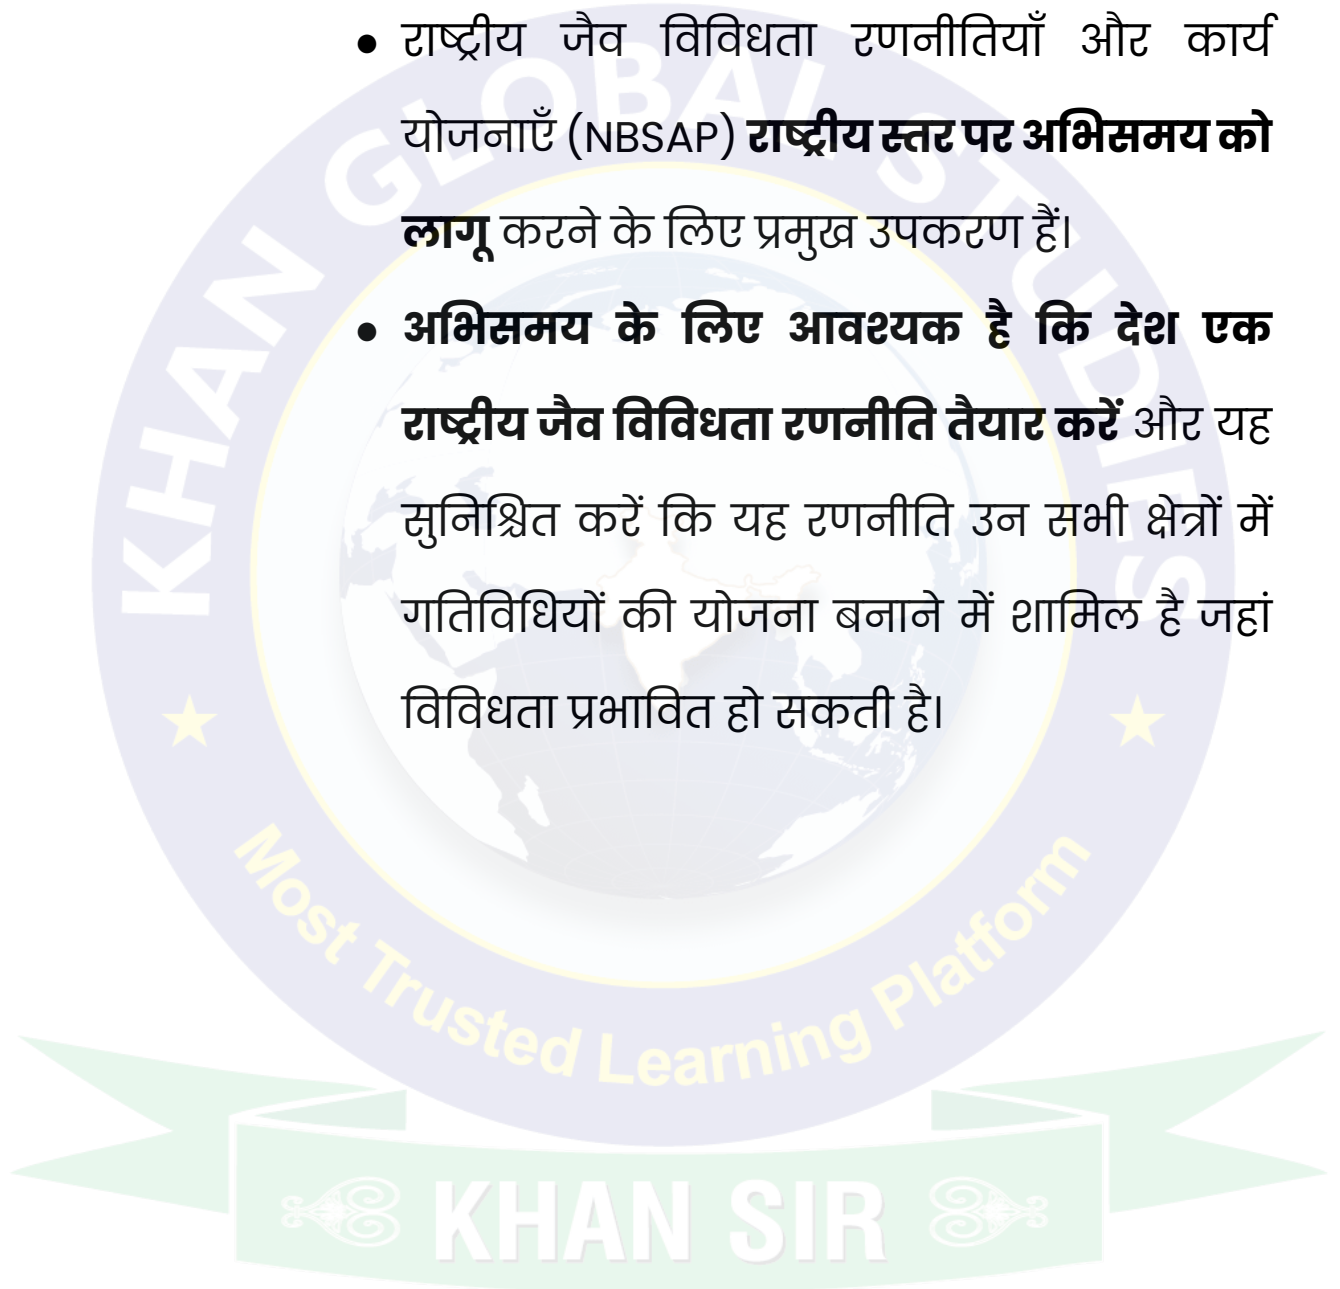 • राष्ट्रीय जैव विविधता रणनीतियाँ और कार्य
योजनाएँ (NBSAP) राष्ट्रीय स्तर पर अभिसमय को
लागू करने के लिए प्रमुख उपकरण हैं।
• अभिसमय के लिए आवश्यक है कि देश एक
राष्ट्रीय जैव विविधता रणनीति तैयार करें और यह
सुनिश्चित करें कि यह रणनीति उन सभी क्षेत्रों में
गतिविधियों की योजना बनाने में शामिल है जहां
विविधता प्रभावित हो सकती है।
KHAN GLOBAL STUDIES
Most Trusted Learning Platform
KHAN SIR